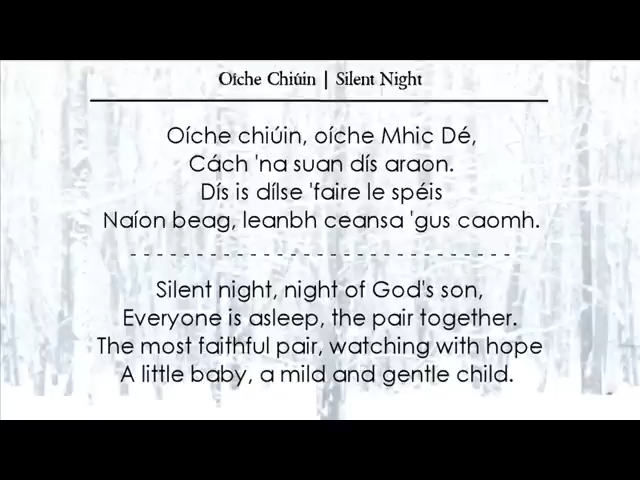 Oíche Chiúin | Silent Night
Oíche chiúin, oíche Mhic Dé,
Cách 'na suan dís araon.
Dís is dílse 'faire le spéis
Naíon beag, leanbh ceansa 'gus caomh.
- - - - - - - - - - - - - - - - - - - - - - - - - - - - -
Silent night, night of God's son,
Everyone is asleep, the pair together.
The most faithful pair, watching with hope
A little baby, a mild and gentle child.